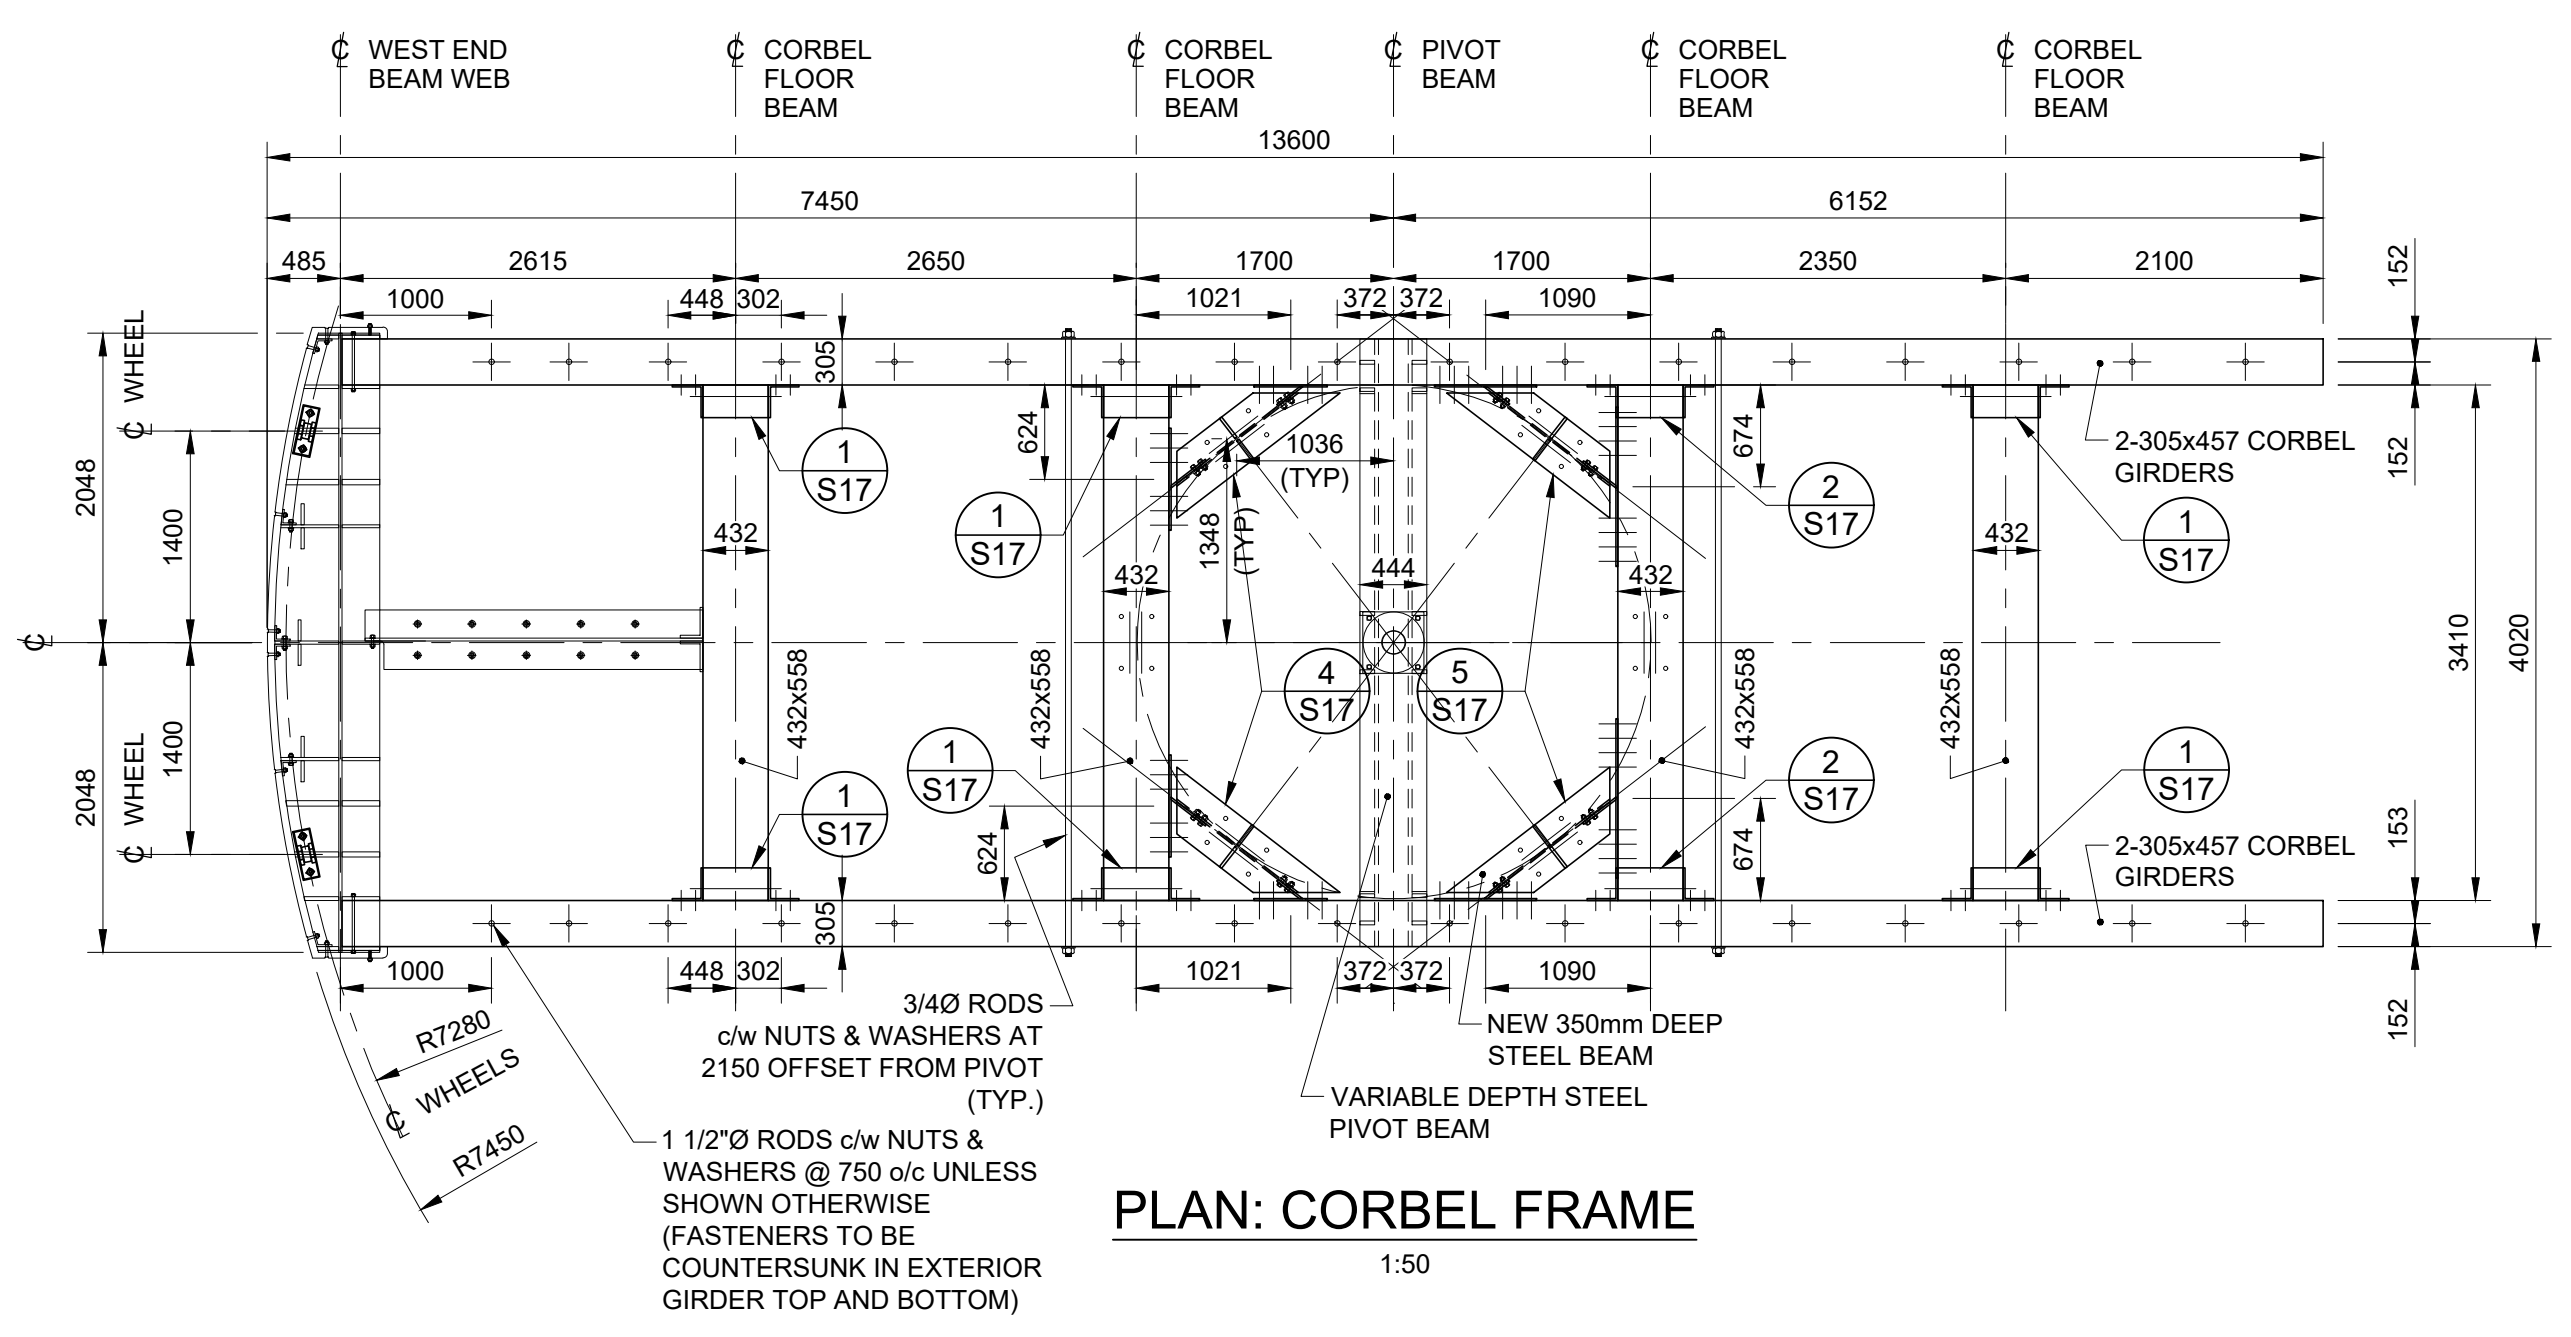 ℄ WEST END
BEAM WEB
℄ CORBEL
FLOOR
BEAM
℄ CORBEL
FLOOR
BEAM
℄ PIVOT
BEAM
℄ CORBEL
FLOOR
BEAM
℄ CORBEL
FLOOR
BEAM
13600
7450
6152
485
2615
2650
1700
1700
2350
2100
152
1000
448
302
1021
372
372
1090
℄ WHEEL
305
624
1036
(TYP)
674
2-305x457 CORBEL
GIRDERS
152
2048
1400
1
S17
1
S17
1348
(TYP)
2
S17
1
S17
432
432
444
432
432
℄
3410
4020
432x558
432x558
4
S17
5
S17
432x558
432x558
2048
1400
℄ WHEEL
1
S17
1
S17
2
S17
1
S17
624
674
153
2-305x457 CORBEL
GIRDERS
305
1000
448
302
1021
372
372
1090
152
R7280
℄ WHEELS
R7450
3/4Ø RODS
c/w NUTS & WASHERS AT
2150 OFFSET FROM PIVOT
(TYP.)
NEW 350mm DEEP
STEEL BEAM
VARIABLE DEPTH STEEL
PIVOT BEAM
1 1/2"Ø RODS c/w NUTS &
WASHERS @ 750 o/c UNLESS
SHOWN OTHERWISE
(FASTENERS TO BE
COUNTERSUNK IN EXTERIOR
GIRDER TOP AND BOTTOM)
PLAN: CORBEL FRAME
1:50